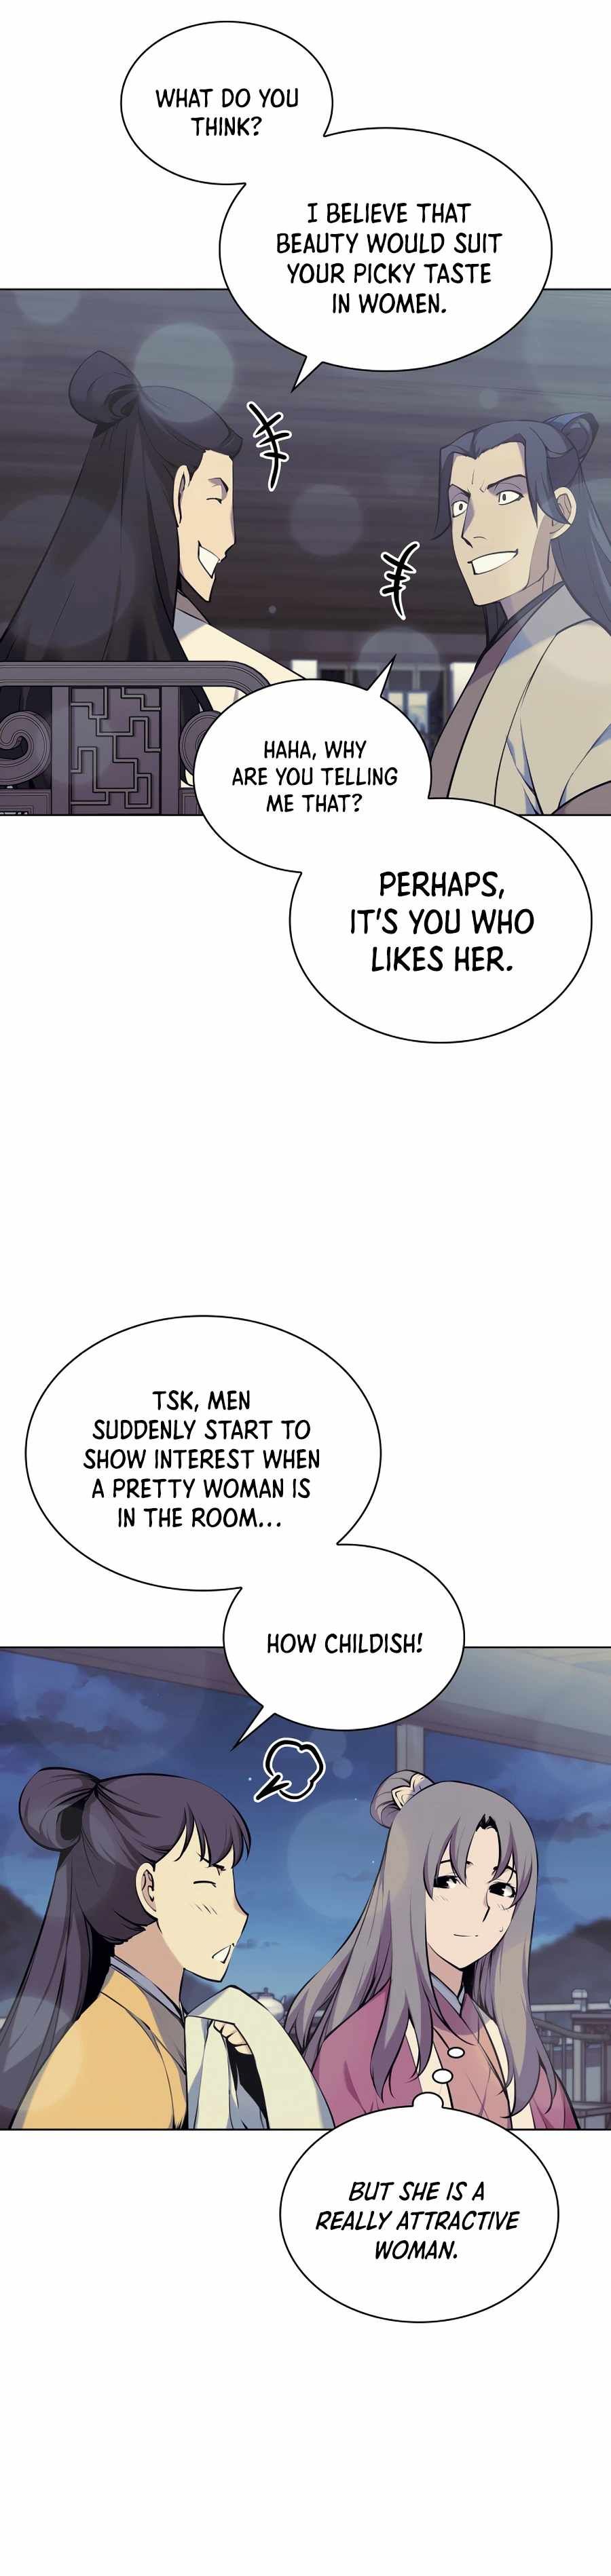 WHAT DO YOU
THINK?
I BELIEVE THAT
BEAUTY WOULD SUIT
YOUR PICKY TASTE
IN WOMEN.
HAHA, WHY
ARE YOU TELLING
ME THAT?
PERHAPS,
IT'S YOU WHO
LIKES HER.
TSK, MEN
SUDDENLY START TO
SHOW INTEREST WHEN
A PRETTY WOMAN IS
IN THE ROOM...
HOW CHILDISH!
BUT SHE IS A
REALLY ATTRACTIVE
WOMAN.